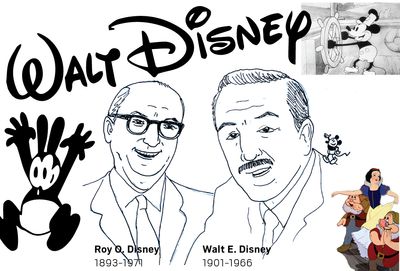 WALT DISNEY
Roy O. Disney
1893-1971
Walt E. Disney
1901-1966